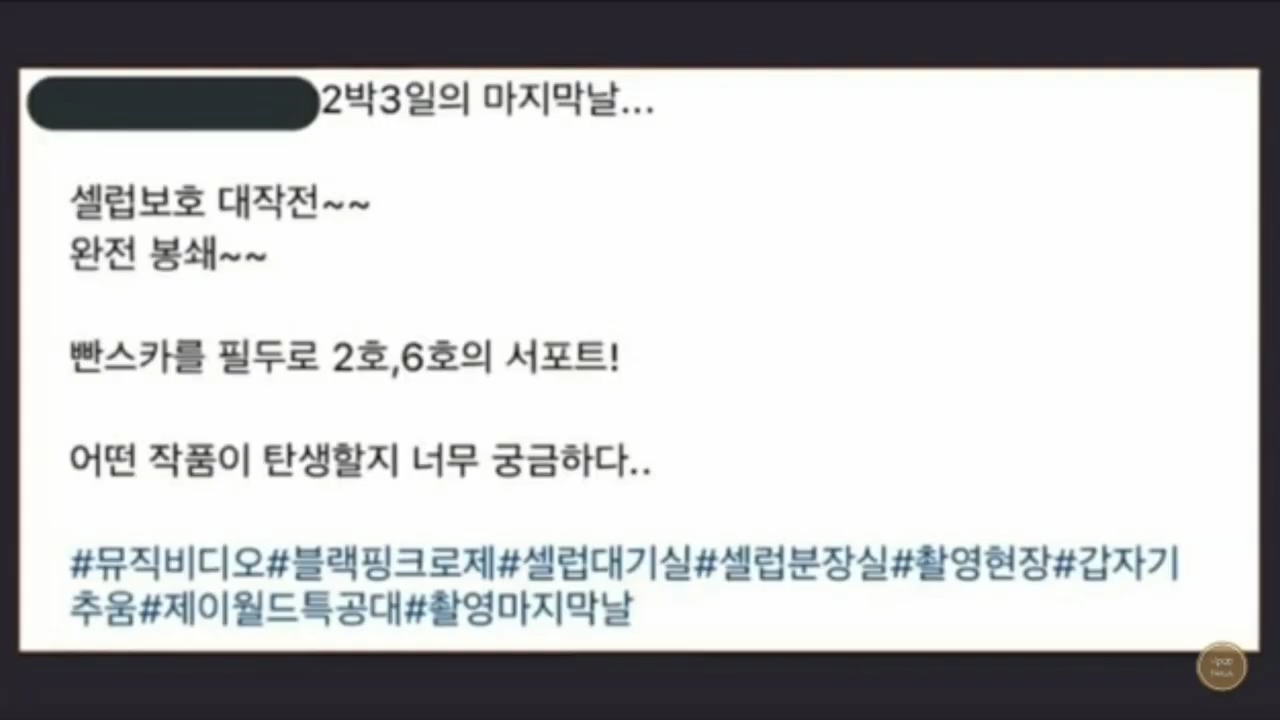 2박3일의 마지막날...
셀럽보호 대작전~~
완전 봉쇄~~
빤스카를 필두로 2호,6호의 서포트!
어떤 작품이 탄생할지 너무 궁금하다..
#뮤직비디오#블랙핑크로제#셀럽대기실#셀럽분장실#촬영현장#갑자기
추움#제이월드특공대#촬영마지막날